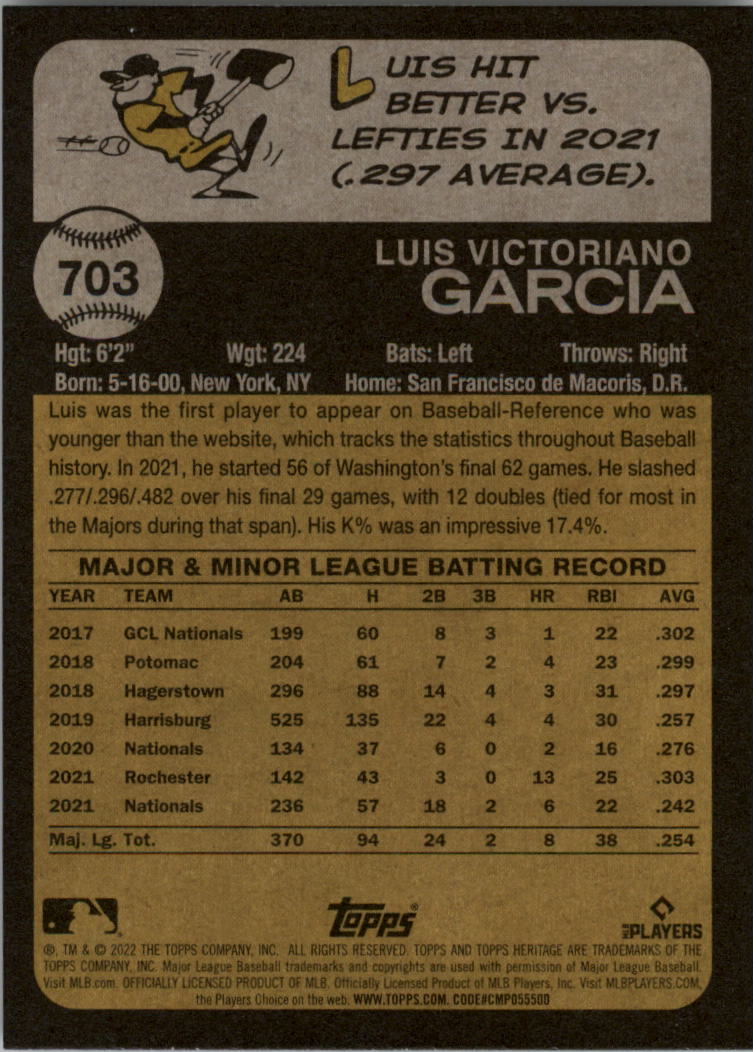 LUIS HIT
BETTER VS.
LEFTIES IN 2021
(.297 AVERAGE).
703
LUIS VICTORIANO
GARCIA
Hgt: 6'2" Wgt: 224 Bats: Left Throws: Right
Born: 5-16-00, New York, NY Home: San Francisco de Macoris, D.R.
Luis was the first player to appear on Baseball-Reference who was
younger than the website, which tracks the statistics throughout Baseball
history. In 2021, he started 56 of Washington's final 62 games. He slashed
.277/.296/.482 over his final 29 games, with 12 doubles (tied for most in
the Majors during that span). His K% was an impressive 17.4%.
MAJOR & MINOR LEAGUE BATTING RECORD
YEAR TEAM AB H 2B 3B HR RBI AVG
2017 GCL Nationals 199 60 8 3 1 22 .302
2018 Potomac 204 61 7 2 4 23 .299
2018 Hagerstown 296 88 14 4 3 31 .297
2019 Harrisburg 525 135 22 4 4 30 .257
2020 Nationals 134 37 6 0 2 16 .276
2021 Rochester 142 43 3 0 13 25 .303
2021 Nationals 236 57 18 2 6 22 .242
Maj. Lg. Tot. 370 94 24 2 8 38 .254
Topps® MLB PLAYERS
®, TM & © 2022 THE TOPPS COMPANY, INC. ALL RIGHTS RESERVED. TOPPS AND TOPPS HERITAGE ARE TRADEMARKS OF THE
TOPPS COMPANY, INC. Major League Baseball trademarks and copyrights are used with permission of Major League Baseball.
Visit MLB.com. OFFICIALLY LICENSED PRODUCT OF MLB. Officially Licensed Product of MLB Players, Inc. Visit MLBPLAYERS.COM,
the Players Choice on the web. WWW.TOPPS.COM. CODE#CMP055500